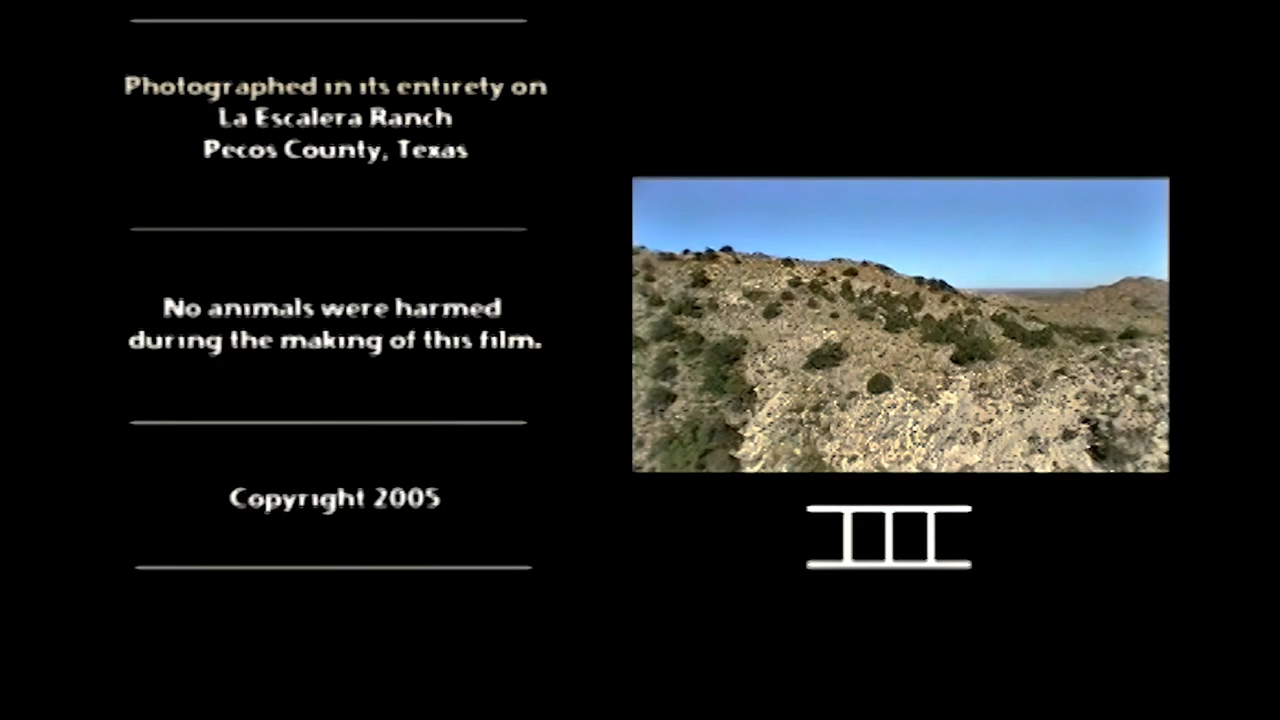 Photographed in its entirety on
La Escalera Ranch
Pecos County, Texas
No animals were harmed
during the making of this film.
Copyright 2005